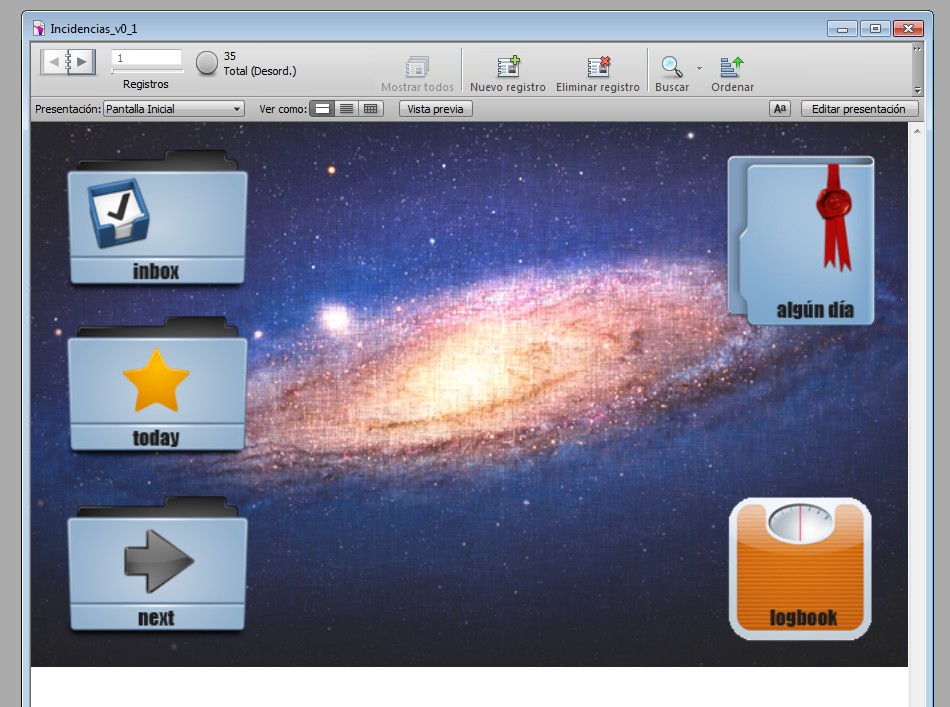 Incidencias_v0_1
1
Registros
35
Total (Desord.)
Mostrar todos
Nuevo registro
Eliminar registro
Buscar
Ordenar
Presentación: Pantalla Inicial
Ver como:
Vista previa
Aa
Editar presentación
inbox
algún día
today
next
logbook